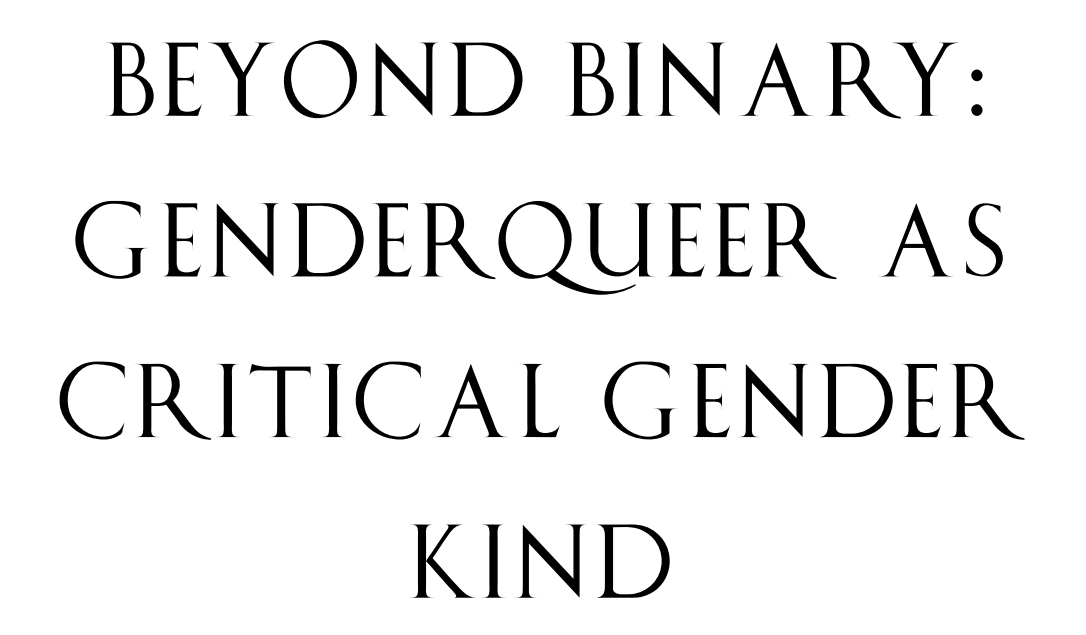 BEYOND BINARY:
GENDERQUEER AS
CRITICAL GENDER
KIND